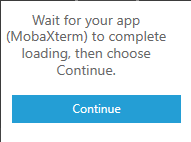 Wait for your app
(MobaXterm) to complete
loading, then choose
Continue.
Continue